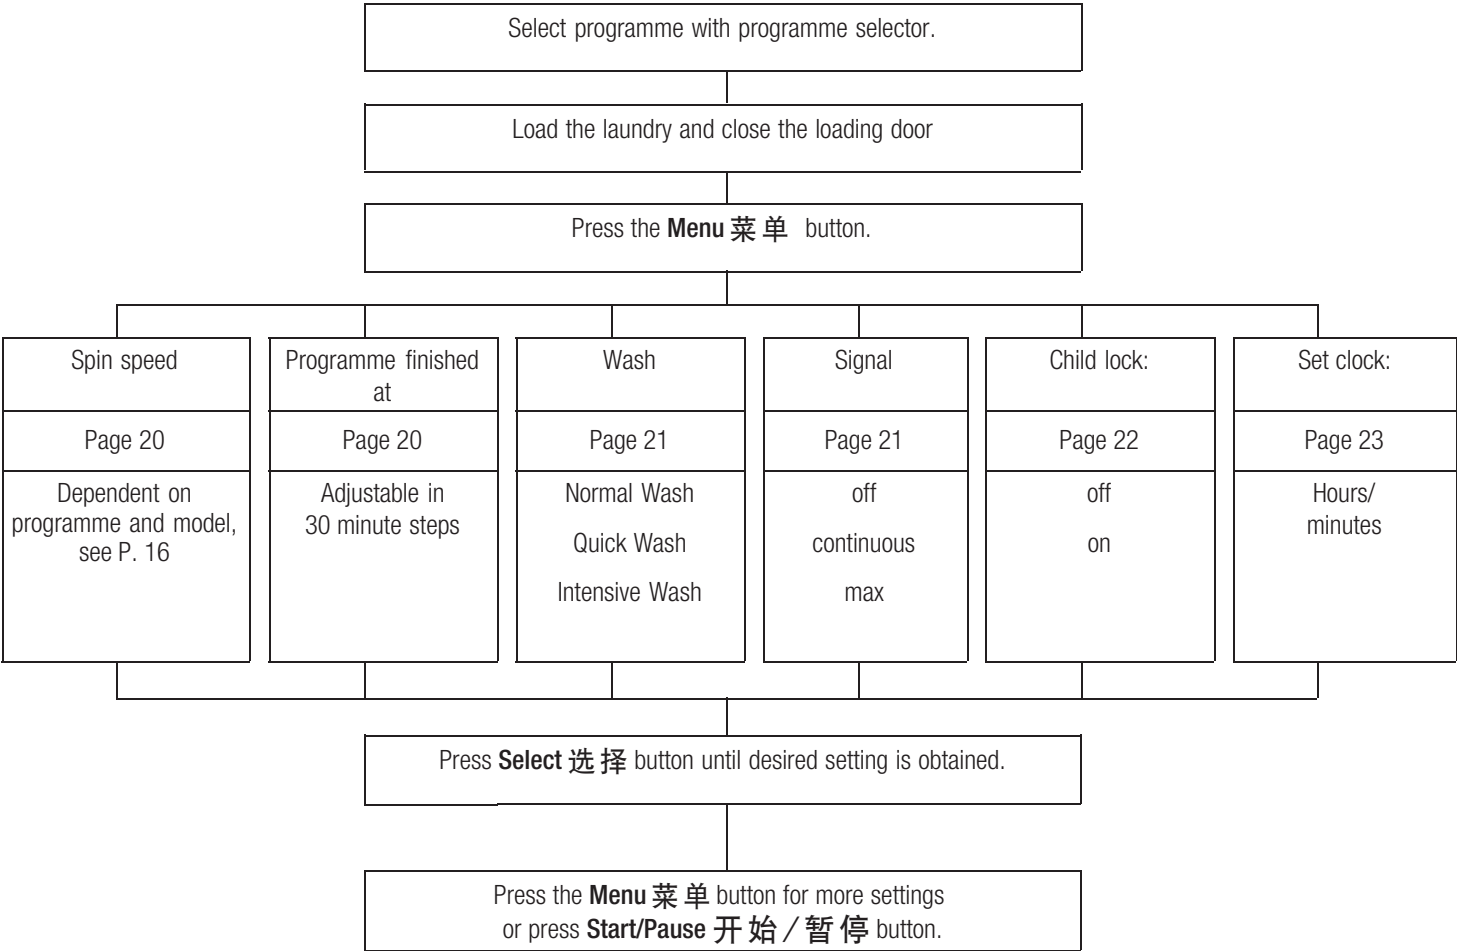 Select programme with programme selector.
Load the laundry and close the loading door
Press the Menu 菜单 button.
Spin speed
Page 20
Dependent on
programme and model,
see P. 16
Programme finished
at
Page 20
Adjustable in
30 minute steps
Wash
Page 21
Normal Wash
Quick Wash
Intensive Wash
Signal
Page 21
off
continuous
max
Child lock:
Page 22
off
on
Set clock:
Page 23
Hours/
minutes
Press Select 选择 button until desired setting is obtained.
Press the Menu 菜单 button for more settings
or press Start/Pause 开始/暂停 button.